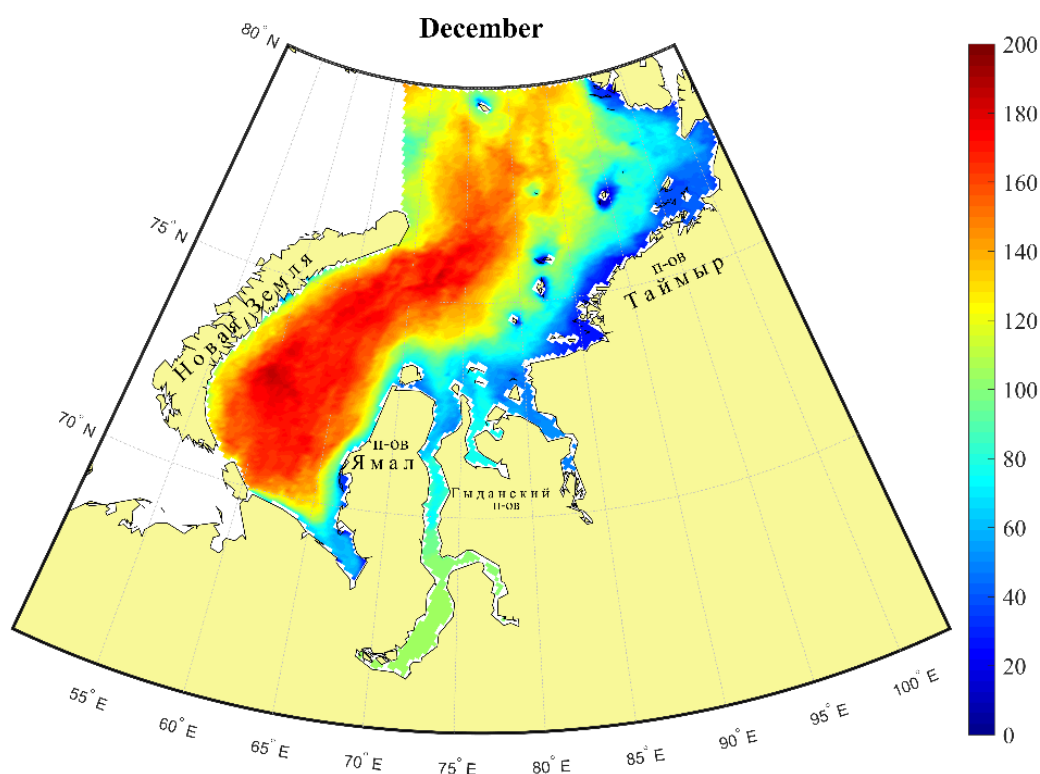 December
80° N
75° N
70° N
Новая Земля
п-ов
Таймыр
п-ов
Ямал
Гыданский
п-ов
55° E
60° E
65° E
70° E
75° E
80° E
85° E
90° E
95° E
100° E
200
180
160
140
120
100
80
60
40
20
0